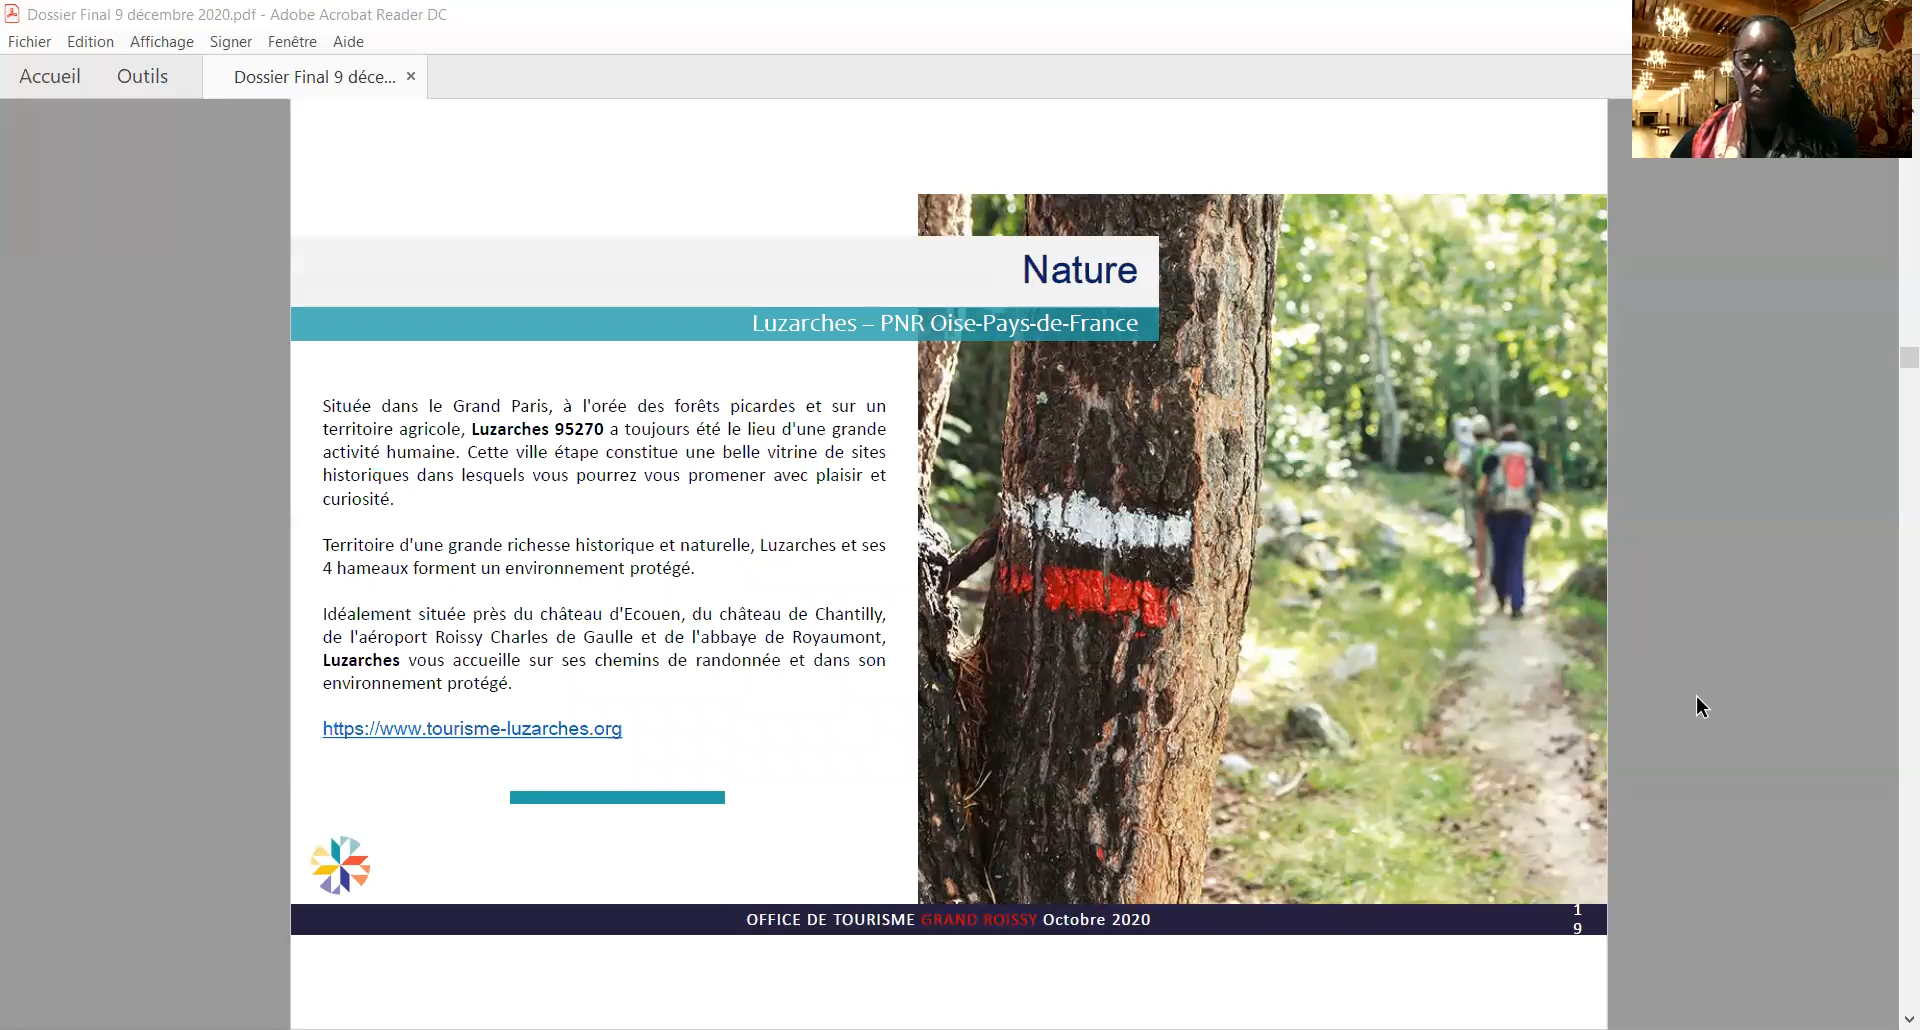 Dossier Final 9 décembre 2020.pdf - Adobe Acrobat Reader DC
Fichier Edition Affichage Signer Fenêtre Aide
Accueil Outils Dossier Final 9 déce... ×
Nature
Luzarches – PNR Oise-Pays-de-France
Située dans le Grand Paris, à l'orée des forêts picardes et sur un
territoire agricole, Luzarches 95270 a toujours été le lieu d'une grande
activité humaine. Cette ville étape constitue une belle vitrine de sites
historiques dans lesquels vous pourrez vous promener avec plaisir et
curiosité.
Territoire d'une grande richesse historique et naturelle, Luzarches et ses
4 hameaux forment un environnement protégé.
Idéalement située près du château d'Ecouen, du château de Chantilly,
de l'aéroport Roissy Charles de Gaulle et de l'abbaye de Royaumont,
Luzarches vous accueille sur ses chemins de randonnée et dans son
environnement protégé.
https://www.tourisme-luzarches.org
OFFICE DE TOURISME GRAND ROISSY Octobre 2020
1
9